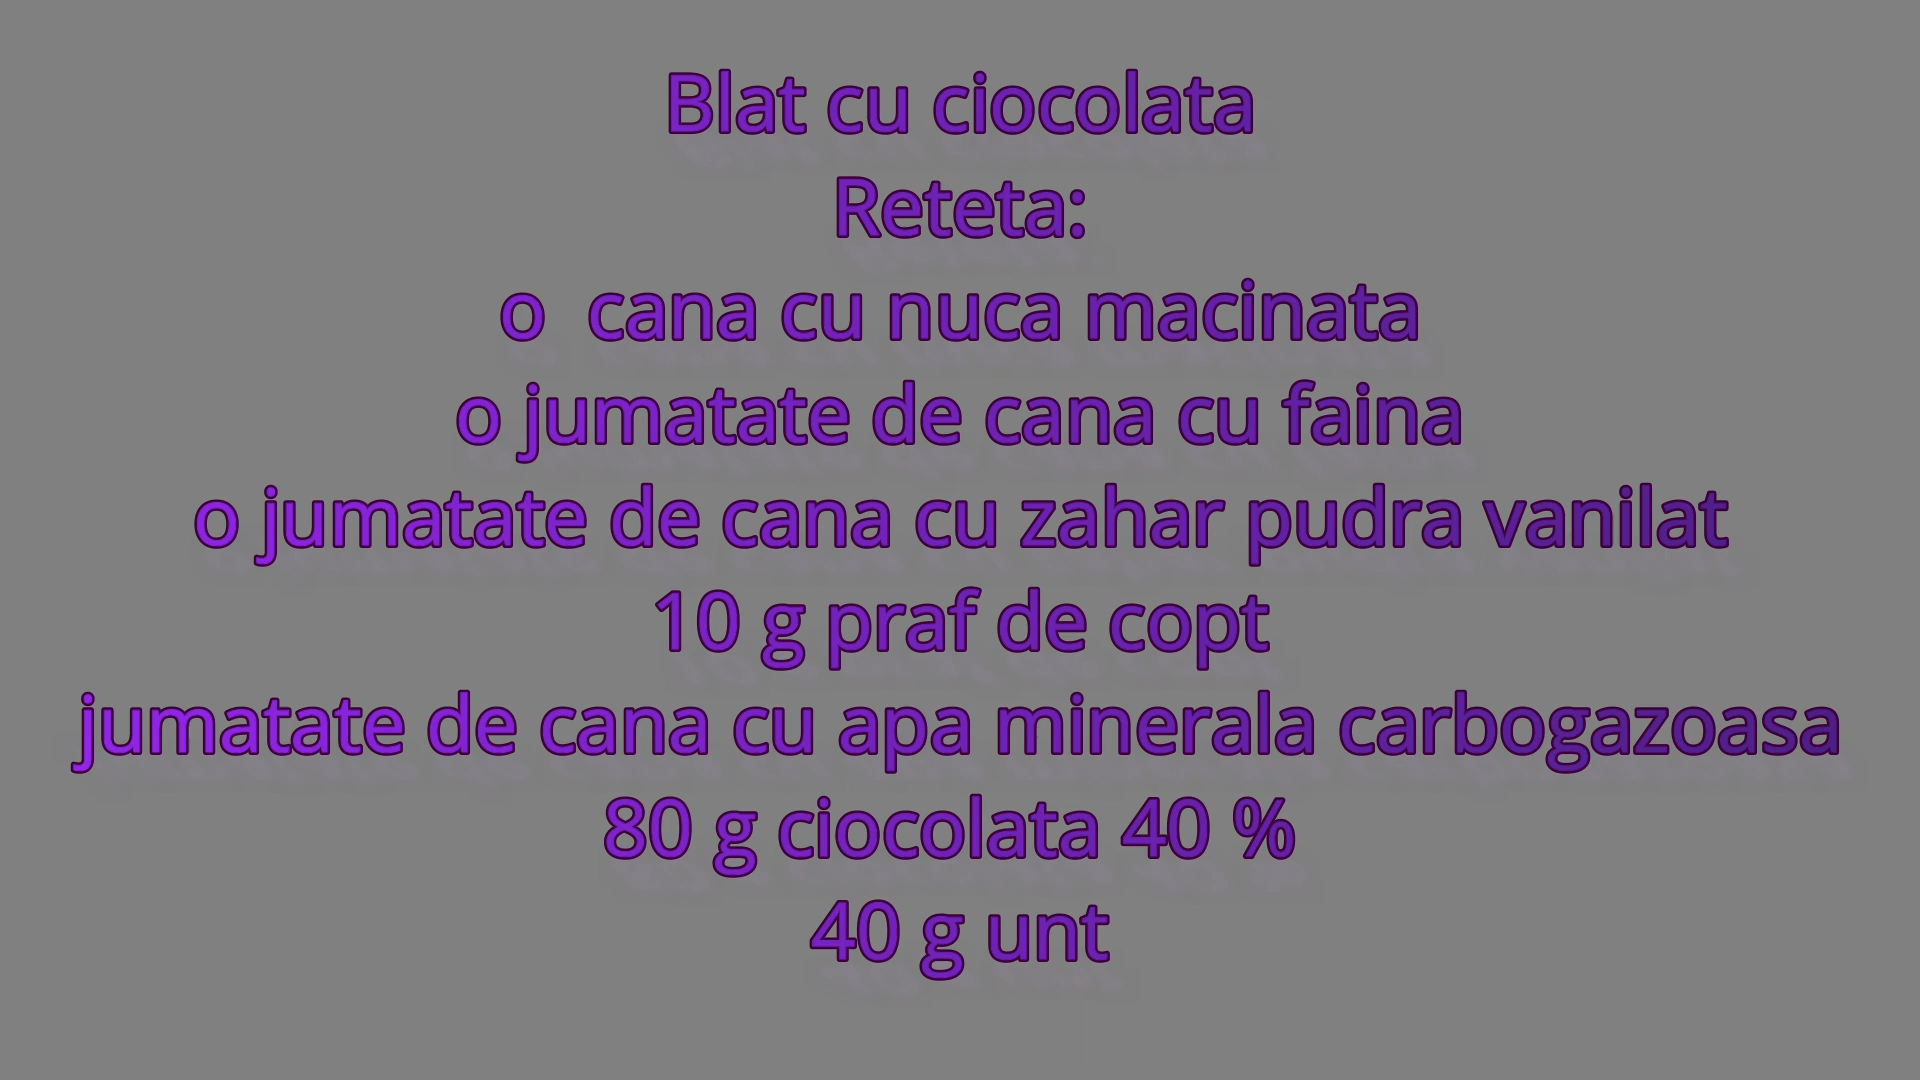 Blat cu ciocolata
Reteta:
o  cana cu nuca macinata
o jumatate de cana cu faina
o jumatate de cana cu zahar pudra vanilat
10 g praf de copt
jumatate de cana cu apa minerala carbogazoasa
80 g ciocolata 40 %
40 g unt